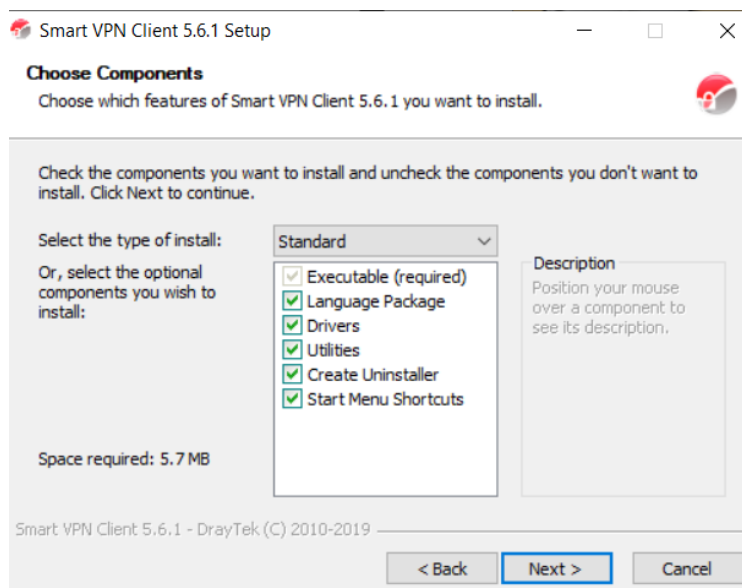 Smart VPN Client 5.6.1 Setup
Choose Components
Choose which features of Smart VPN Client 5.6.1 you want to install.
Check the components you want to install and uncheck the components you don't want to
install. Click Next to continue.
Select the type of install:
Standard
Or, select the optional
components you wish to
install:
Executable (required)
Language Package
Drivers
Utilities
Create Uninstaller
Start Menu Shortcuts
Description
Position your mouse
over a component to
see its description.
Space required: 5.7 MB
Smart VPN Client 5.6.1 - DrayTek (C) 2010-2019
< Back
Next >
Cancel